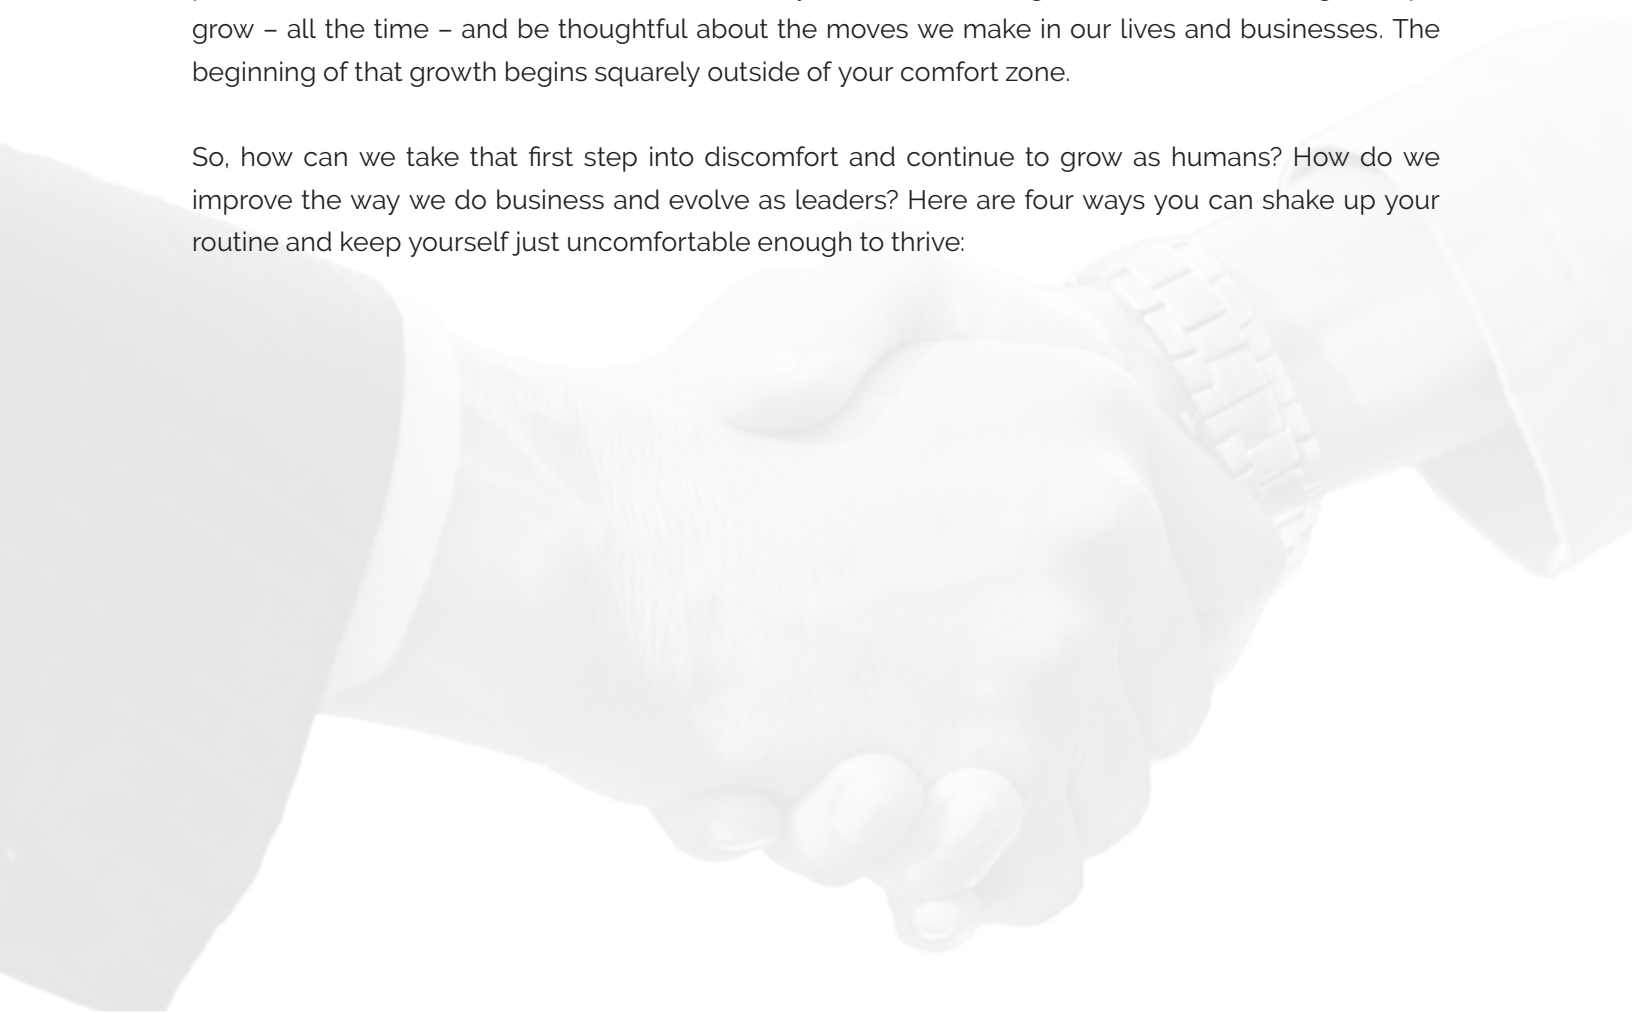 grow – all the time – and be thoughtful about the moves we make in our lives and businesses. The
beginning of that growth begins squarely outside of your comfort zone.
So, how can we take that first step into discomfort and continue to grow as humans? How do we
improve the way we do business and evolve as leaders? Here are four ways you can shake up your
routine and keep yourself just uncomfortable enough to thrive: